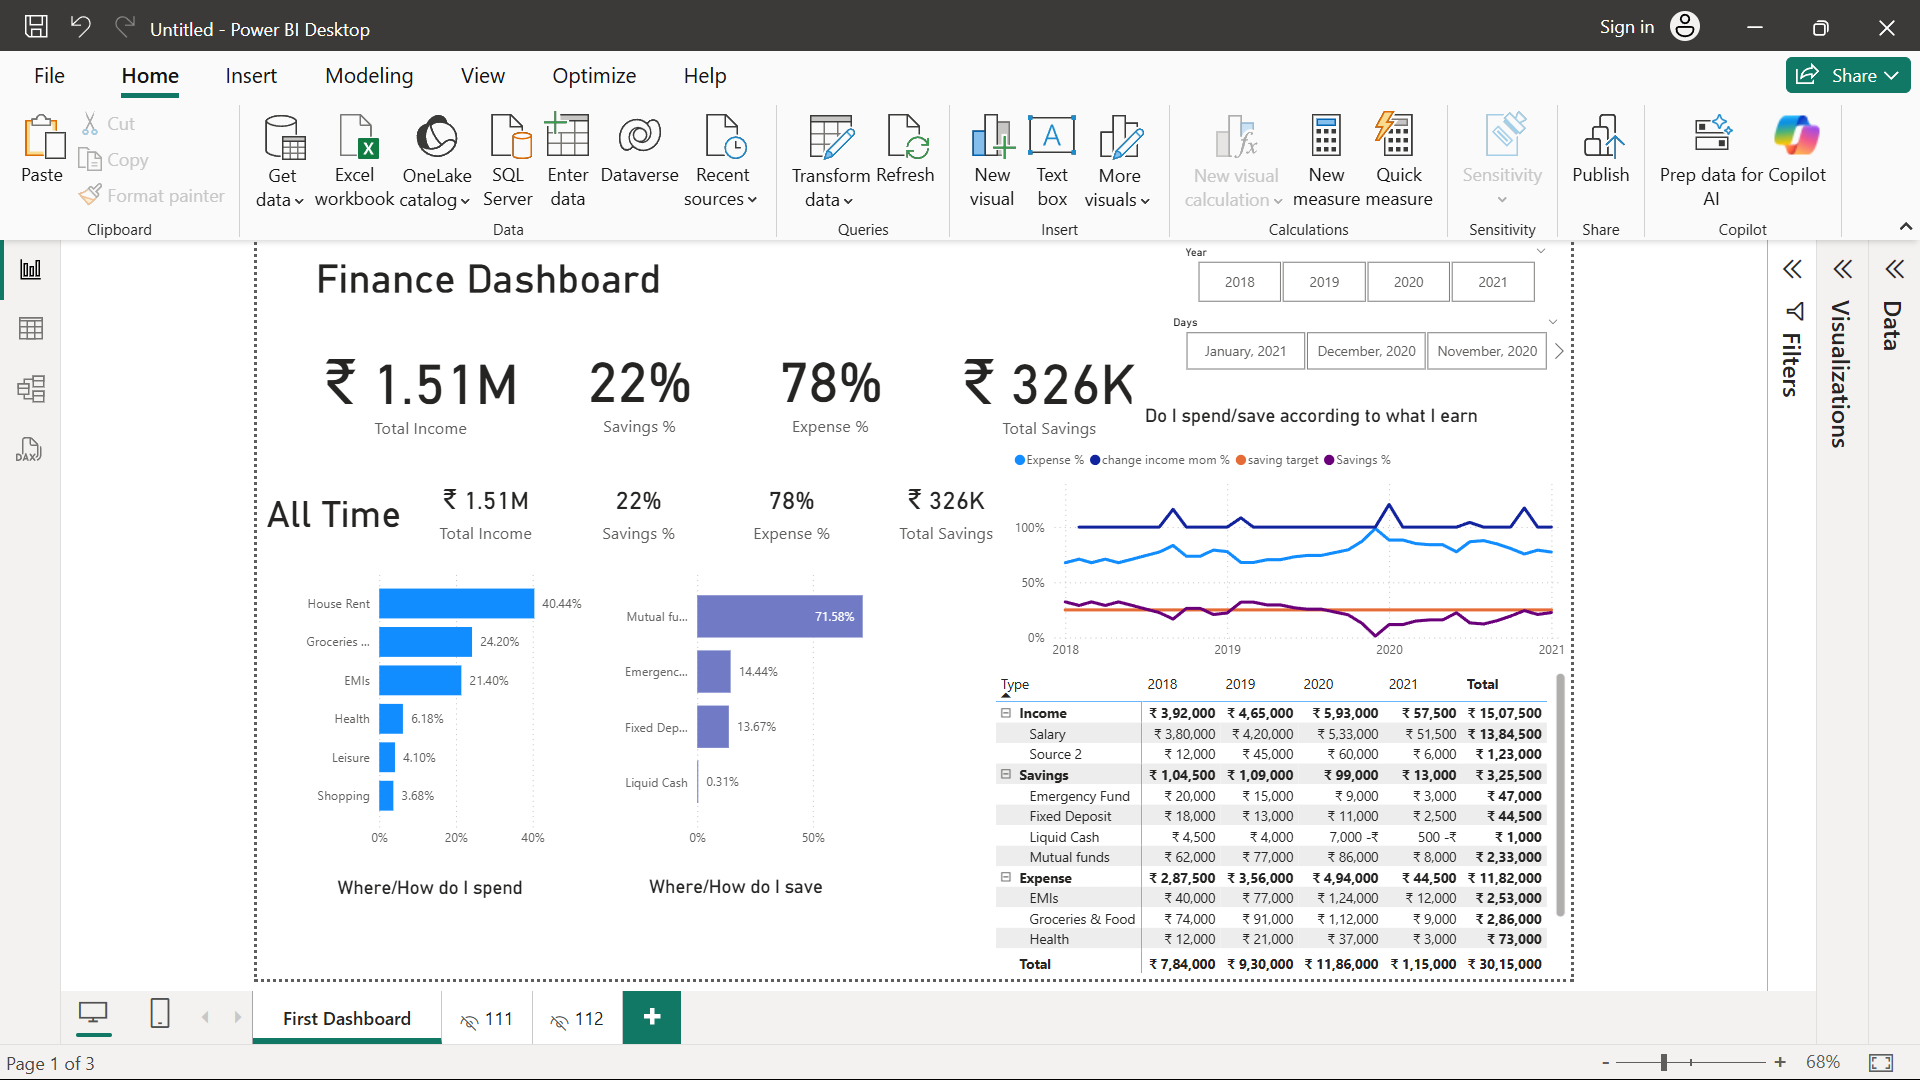 Untitled - Power BI Desktop
Sign in
File Home Insert Modeling View Optimize Help
Share
Paste
Cut
Copy
Format painter
Clipboard
Get data
Excel workbook
OneLake catalog
SQL Server
Enter data
Dataverse
Recent sources
Data
Transform data
Refresh
Queries
New visual
Text box
More visuals
Insert
New visual calculation
New measure
Quick measure
Calculations
Sensitivity
Sensitivity
Publish
Share
Prep data for AI
Copilot
Copilot
DAX
Finance Dashboard
Year
2018 2019 2020 2021
Days
January, 2021 December, 2020 November, 2020
₹ 1.51M
Total Income
22%
Savings %
78%
Expense %
₹ 326K
Total Savings
All Time
₹ 1.51M
Total Income
22%
Savings %
78%
Expense %
₹ 326K
Total Savings
Do I spend/save according to what I earn
Expense % change income mom % saving target Savings %
100%
50%
0%
2018 2019 2020 2021
House Rent 40.44%
Groceries ... 24.20%
EMIs 21.40%
Health 6.18%
Leisure 4.10%
Shopping 3.68%
0% 20% 40%
Where/How do I spend
Mutual fu... 71.58%
Emergenc... 14.44%
Fixed Dep... 13.67%
Liquid Cash 0.31%
0% 50%
Where/How do I save
Type 2018 2019 2020 2021 Total
Income ₹ 3,92,000 ₹ 4,65,000 ₹ 5,93,000 ₹ 57,500 ₹ 15,07,500
Salary ₹ 3,80,000 ₹ 4,20,000 ₹ 5,33,000 ₹ 51,500 ₹ 13,84,500
Source 2 ₹ 12,000 ₹ 45,000 ₹ 60,000 ₹ 6,000 ₹ 1,23,000
Savings ₹ 1,04,500 ₹ 1,09,000 ₹ 99,000 ₹ 13,000 ₹ 3,25,500
Emergency Fund ₹ 20,000 ₹ 15,000 ₹ 9,000 ₹ 3,000 ₹ 47,000
Fixed Deposit ₹ 18,000 ₹ 13,000 ₹ 11,000 ₹ 2,500 ₹ 44,500
Liquid Cash ₹ 4,500 ₹ 4,000 7,000 -₹ 500 -₹ ₹ 1,000
Mutual funds ₹ 62,000 ₹ 77,000 ₹ 86,000 ₹ 8,000 ₹ 2,33,000
Expense ₹ 2,87,500 ₹ 3,56,000 ₹ 4,94,000 ₹ 44,500 ₹ 11,82,000
EMIs ₹ 40,000 ₹ 77,000 ₹ 1,24,000 ₹ 12,000 ₹ 2,53,000
Groceries & Food ₹ 74,000 ₹ 91,000 ₹ 1,12,000 ₹ 9,000 ₹ 2,86,000
Health ₹ 12,000 ₹ 21,000 ₹ 37,000 ₹ 3,000 ₹ 73,000
Total ₹ 7,84,000 ₹ 9,30,000 ₹ 11,86,000 ₹ 1,15,000 ₹ 30,15,000
Filters
Visualizations
Data
First Dashboard 111 112
Page 1 of 3
68%